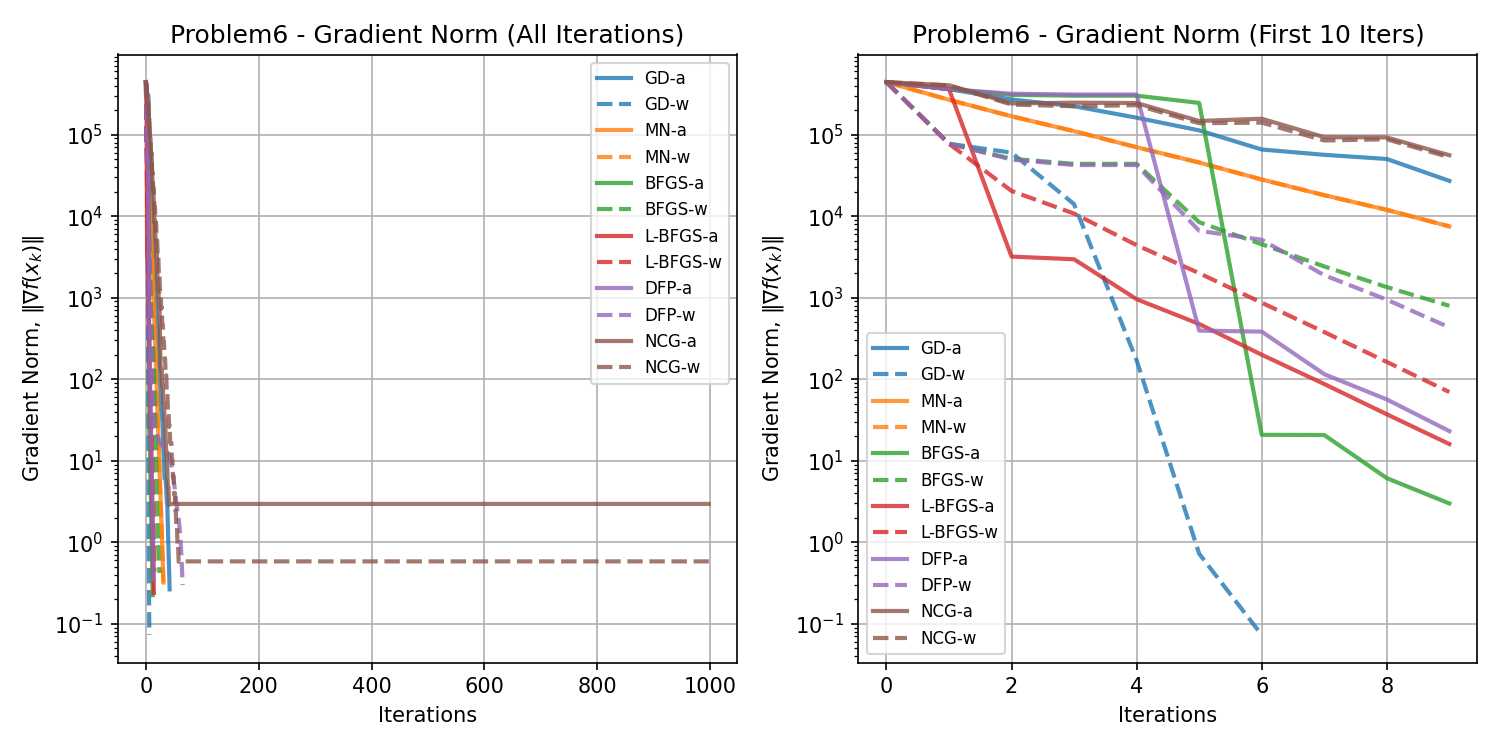 Problem6 - Gradient Norm (All Iterations)
Gradient Norm, ‖∇f(x_k)‖
10^5
10^4
10^3
10^2
10^1
10^0
10^−1
0 200 400 600 800 1000
Iterations
GD-a
GD-w
MN-a
MN-w
BFGS-a
BFGS-w
L-BFGS-a
L-BFGS-w
DFP-a
DFP-w
NCG-a
NCG-w
Problem6 - Gradient Norm (First 10 Iters)
Gradient Norm, ‖∇f(x_k)‖
10^5
10^4
10^3
10^2
10^1
10^0
10^−1
0 2 4 6 8
Iterations
GD-a
GD-w
MN-a
MN-w
BFGS-a
BFGS-w
L-BFGS-a
L-BFGS-w
DFP-a
DFP-w
NCG-a
NCG-w